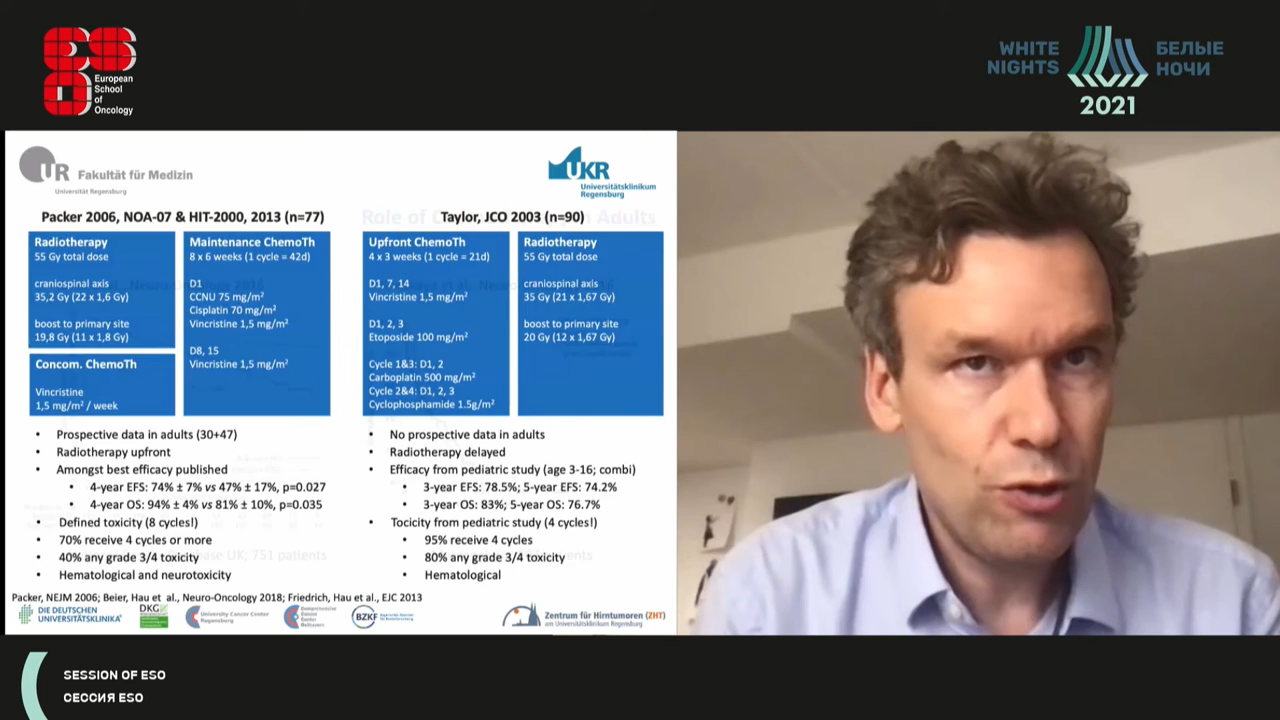 European
School
of
Oncology
WHITE
NIGHTS
БЕЛЫЕ
НОЧИ
2021
UR Fakultät für Medizin
Universität Regensburg
UKR
Universitätsklinikum
Regensburg
Packer 2006, NOA-07 & HIT-2000, 2013 (n=77)
Radiotherapy
55 Gy total dose
craniospinal axis
35,2 Gy (22 x 1,6 Gy)
boost to primary site
19,8 Gy (11 x 1,8 Gy)
Concom. ChemoTh
Vincristine
1,5 mg/m² / week
Maintenance ChemoTh
8 x 6 weeks (1 cycle = 42d)
D1
CCNU 75 mg/m²
Cisplatin 70 mg/m²
Vincristine 1,5 mg/m²
D8, 15
Vincristine 1,5 mg/m²
Prospective data in adults (30+47)
Radiotherapy upfront
Amongst best efficacy published
4-year EFS: 74% ± 7% vs 47% ± 17%, p=0.027
4-year OS: 94% ± 4% vs 81% ± 10%, p=0.035
Defined toxicity (8 cycles!)
70% receive 4 cycles or more
40% any grade 3/4 toxicity
Hematological and neurotoxicity
Taylor, JCO 2003 (n=90)
Upfront ChemoTh
4 x 3 weeks (1 cycle = 21d)
D1, 7, 14
Vincristine 1,5 mg/m²
D1, 2, 3
Etoposide 100 mg/m²
Cycle 1&3: D1, 2
Carboplatin 500 mg/m²
Cycle 2&4: D1, 2, 3
Cyclophosphamide 1.5g/m²
Radiotherapy
55 Gy total dose
craniospinal axis
35 Gy (21 x 1,67 Gy)
boost to primary site
20 Gy (12 x 1,67 Gy)
No prospective data in adults
Radiotherapy delayed
Efficacy from pediatric study (age 3-16; combi)
3-year EFS: 78.5%; 5-year EFS: 74.2%
3-year OS: 83%; 5-year OS: 76.7%
Tocicity from pediatric study (4 cycles!)
95% receive 4 cycles
80% any grade 3/4 toxicity
Hematological
Packer, NEJM 2006; Beier, Hau et al., Neuro-Oncology 2018; Friedrich, Hau et al., EJC 2013
DIE DEUTSCHEN
UNIVERSITÄTSKLINIKA
DKG
University Cancer Center
Regensburg
Comprehensive
Cancer
Center
BZKF
Zentrum für Hirntumoren (ZHT)
am Universitätsklinikum Regensburg
SESSION OF ESO
СЕССИЯ ESO